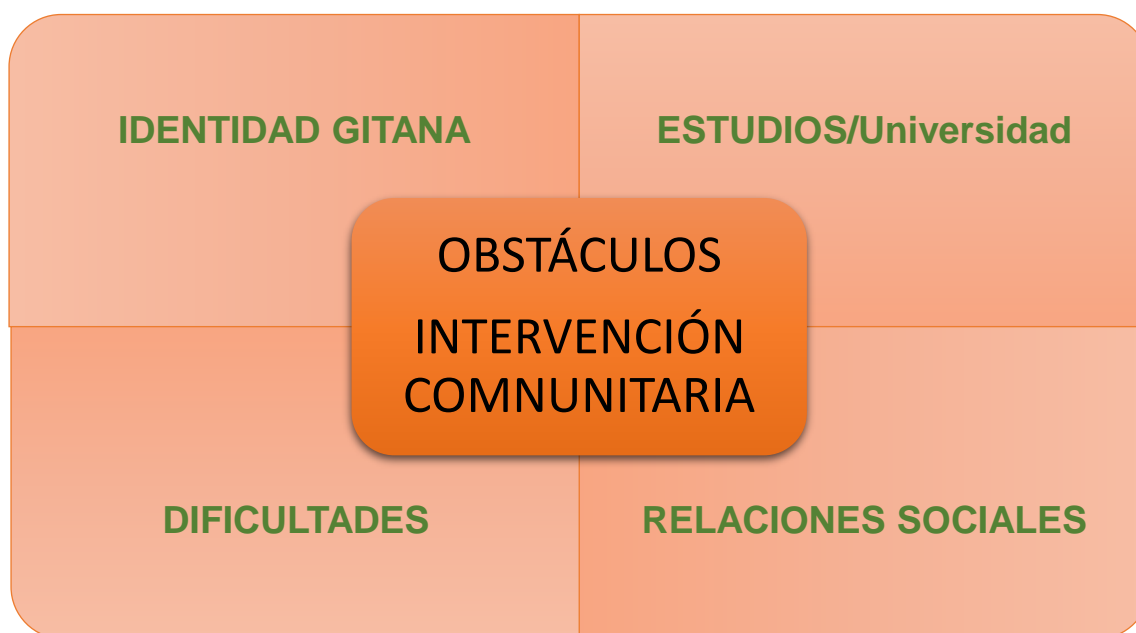 IDENTIDAD GITANA
ESTUDIOS/Universidad
OBSTÁCULOS
INTERVENCIÓN
COMNUNITARIA
DIFICULTADES
RELACIONES SOCIALES